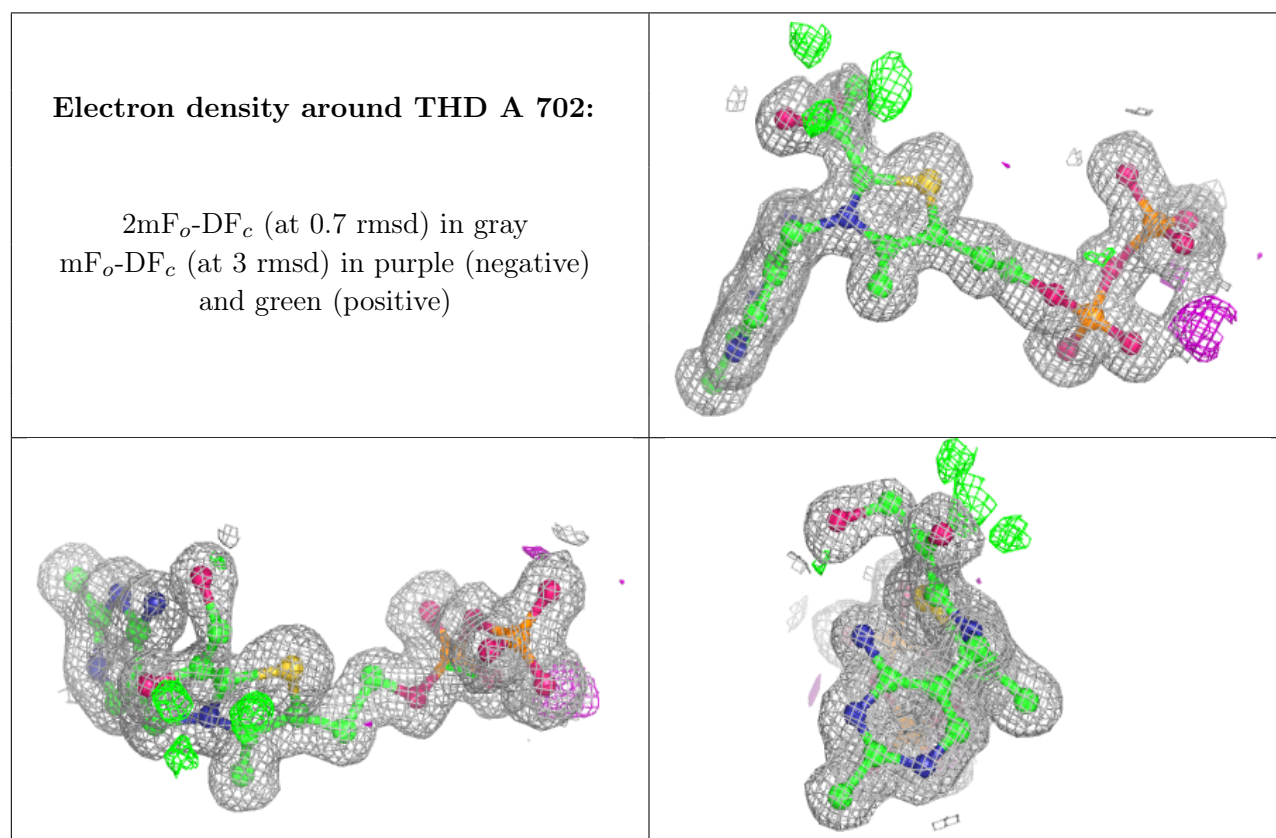 Electron density around THD A 702:
2mFo-DFc (at 0.7 rmsd) in gray
mFo-DFc (at 3 rmsd) in purple (negative)
and green (positive)